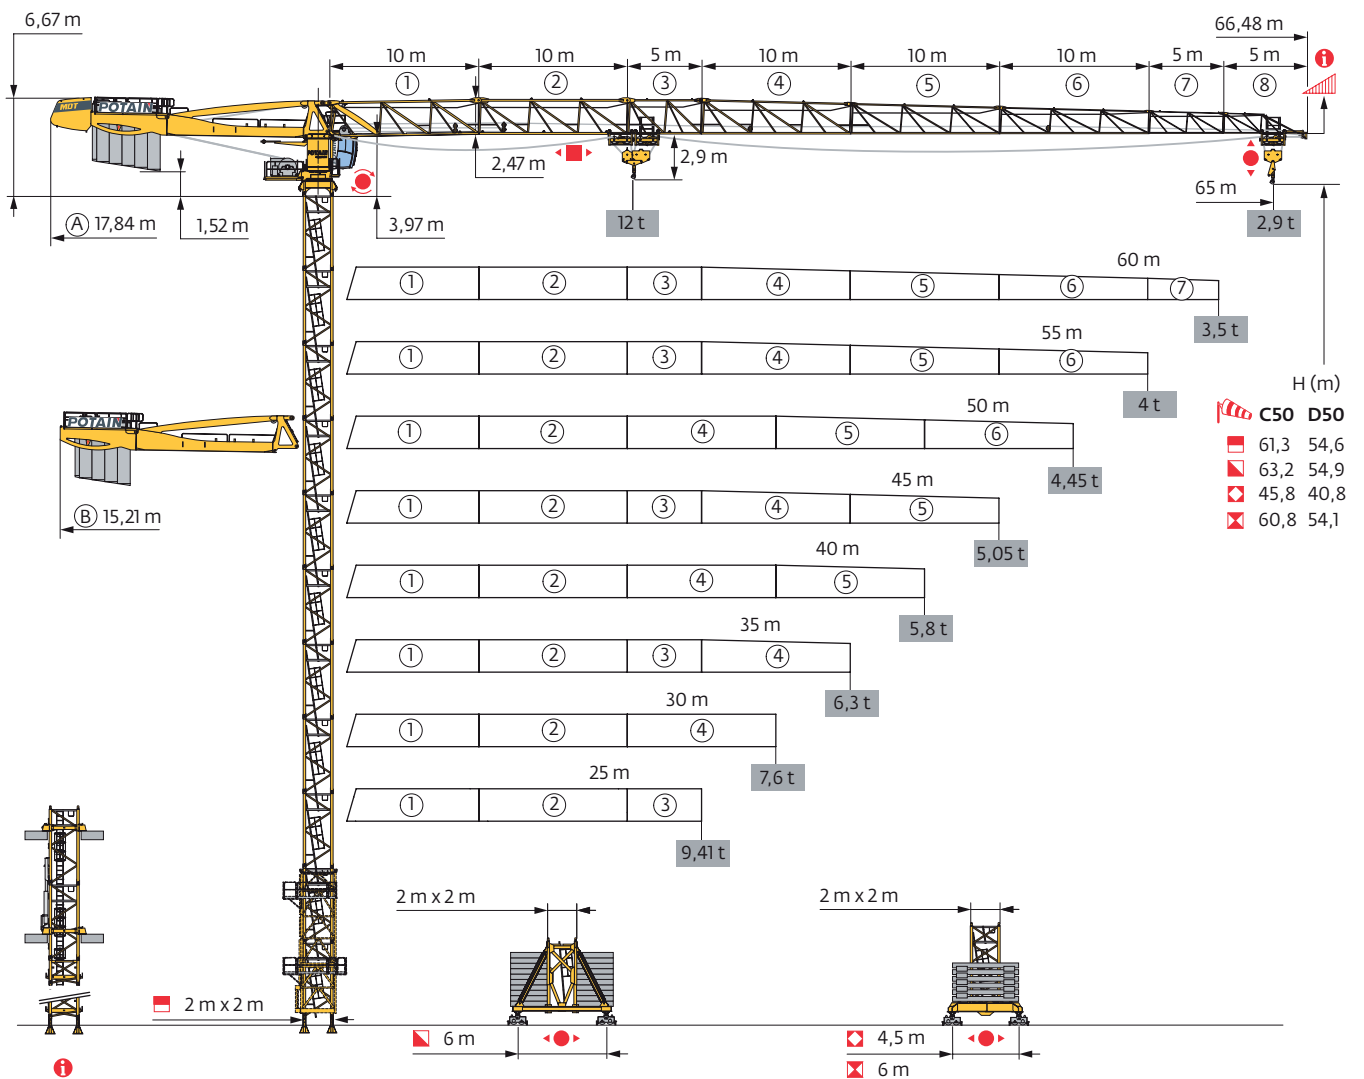 6,67 m
66,48 m
10 m 10 m 5 m 10 m 10 m 10 m 5 m 5 m
1 2 3 4 5 6 7 8
i
MDT POTAIN
POTAIN
2,47 m
2,9 m
65 m
A 17,84 m
1,52 m
3,97 m
12 t
2,9 t
60 m
1 2 3 4 5 6 7
3,5 t
55 m
1 2 3 4 5 6
4 t
H (m)
C50 D50
61,3 54,6
63,2 54,9
45,8 40,8
60,8 54,1
POTAIN
B 15,21 m
50 m
1 2 4 5 6
4,45 t
45 m
1 2 3 4 5
5,05 t
40 m
1 2 4 5
5,8 t
35 m
1 2 3 4
6,3 t
30 m
1 2 4
7,6 t
25 m
1 2 3
9,41 t
2 m x 2 m
2 m x 2 m
2 m x 2 m
6 m
4,5 m
6 m
i